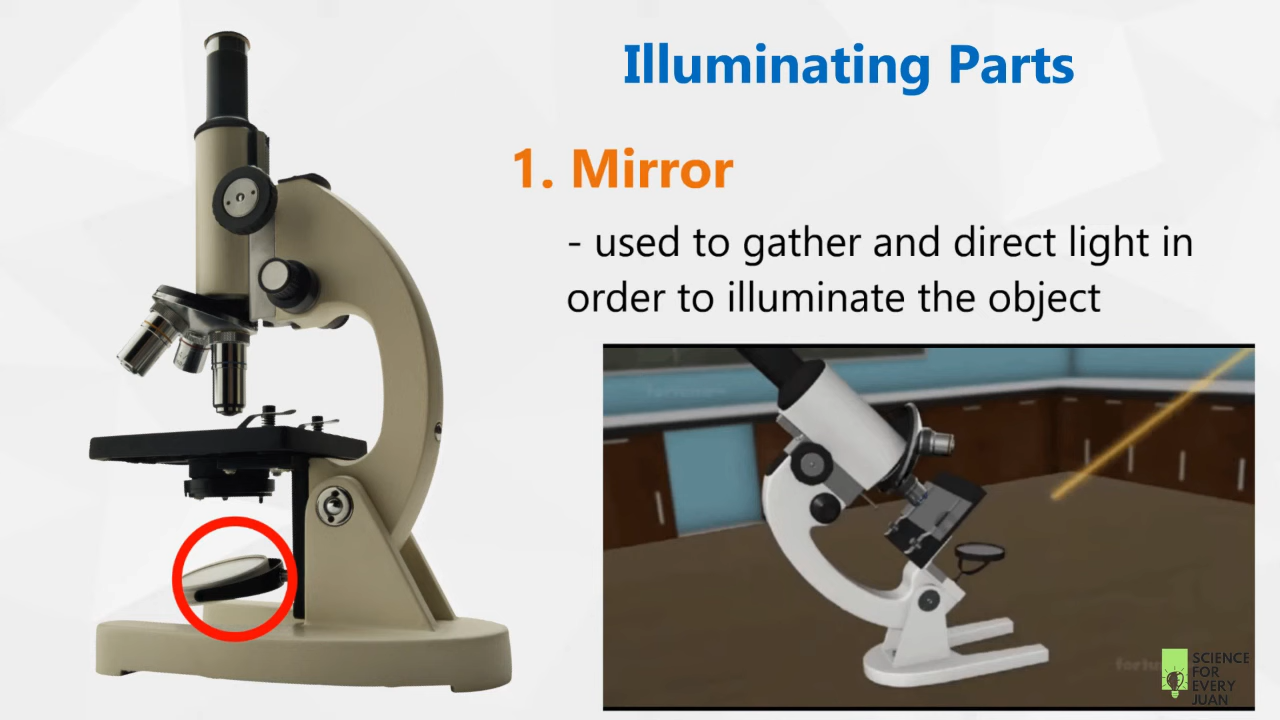 Illuminating Parts
1. Mirror
- used to gather and direct light in
order to illuminate the object
SCIENCE
FOR
EVERY
JUAN